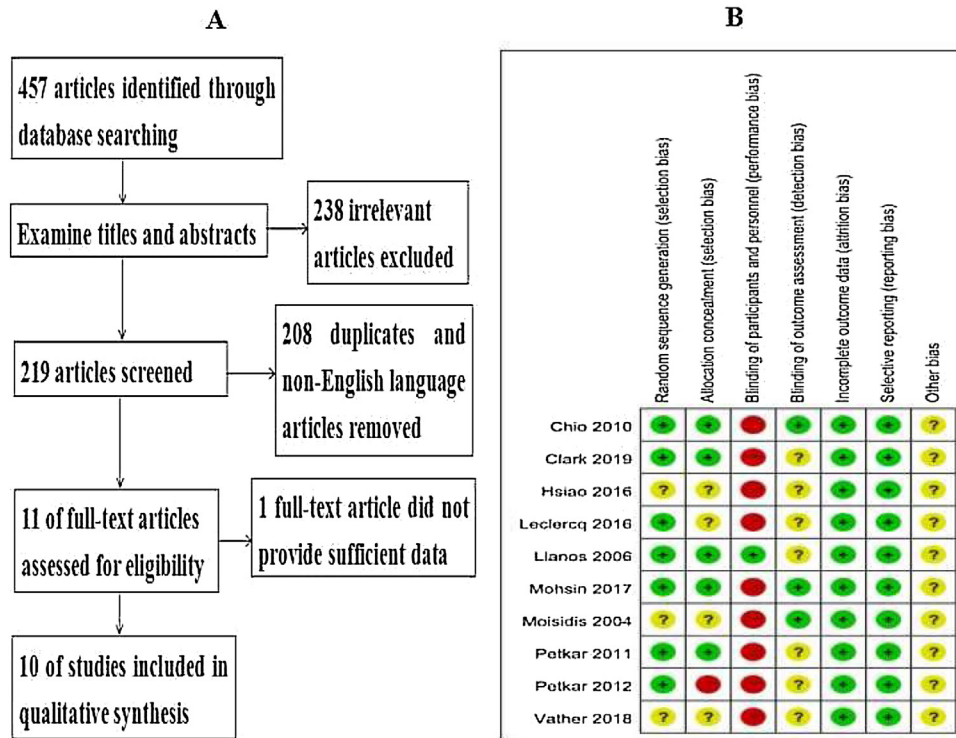 A
457 articles identified through
database searching
Examine titles and abstracts
238 irrelevant
articles excluded
219 articles screened
208 duplicates and
non-English language
articles removed
11 of full-text articles
assessed for eligibility
1 full-text article did not
provide sufficient data
10 of studies included in
qualitative synthesis
B
Random sequence generation (selection bias)
Allocation concealment (selection bias)
Blinding of participants and personnel (performance bias)
Blinding of outcome assessment (detection bias)
Incomplete outcome data (attrition bias)
Selective reporting (reporting bias)
Other bias
Chio 2010 + + + + + ?
Clark 2019 + + ? + + ?
Hsiao 2016 ? ? ? + + ?
Leclercq 2016 + ? ? + + ?
Llanos 2006 + + + ? + + ?
Mohsin 2017 + + + + + ?
Moisidis 2004 ? ? + + + ?
Petkar 2011 + + ? + + ?
Petkar 2012 + ? + + ?
Vather 2018 ? ? ? + + ?